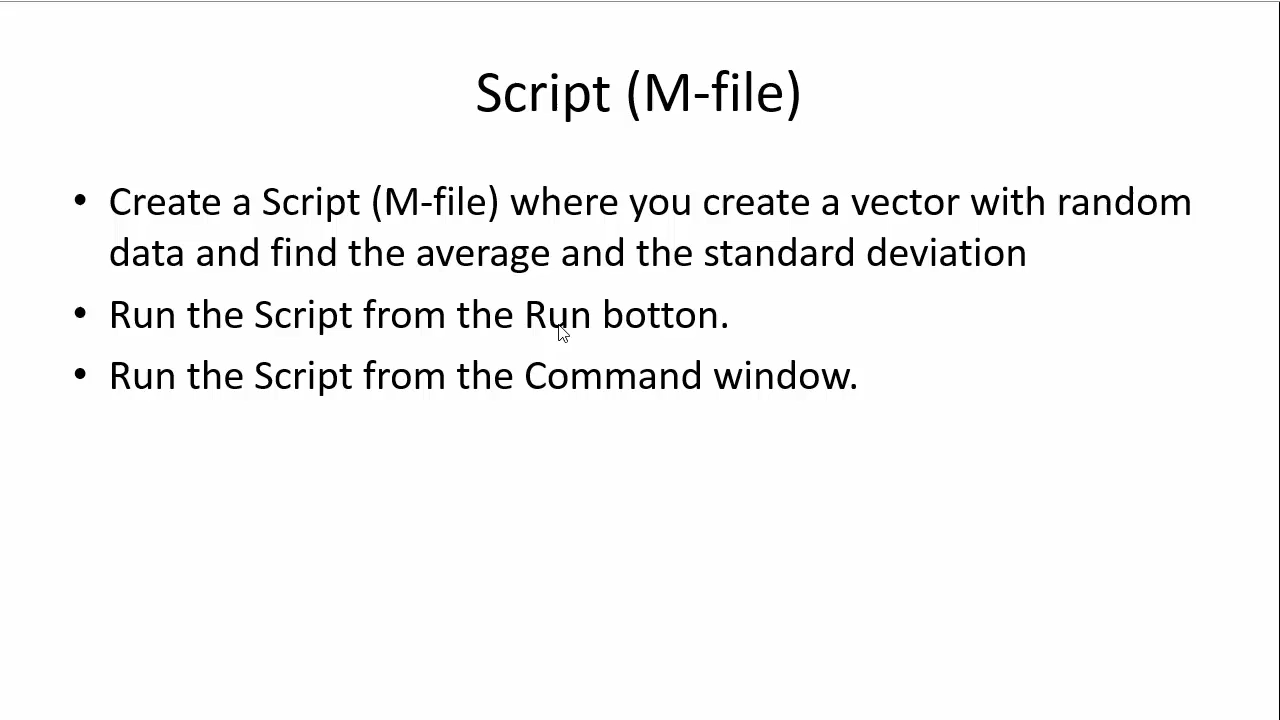 Script (M-file)
• Create a Script (M-file) where you create a vector with random
data and find the average and the standard deviation
• Run the Script from the Run botton.
• Run the Script from the Command window.